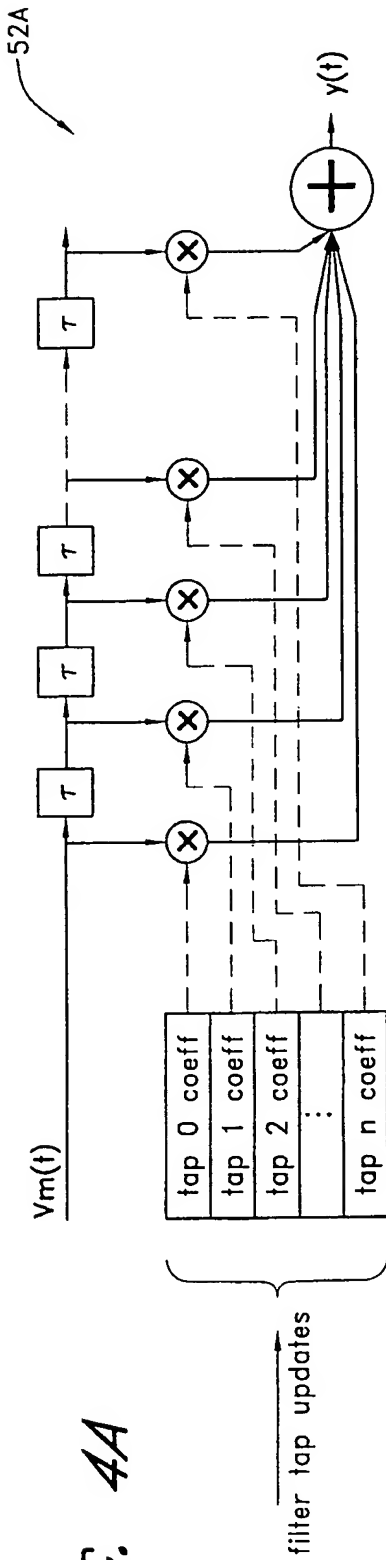 4A
52A
Vm(t)
τ
τ
τ
τ
×
×
×
×
×
+
y(t)
tap 0 coeff
tap 1 coeff
tap 2 coeff
...
tap n coeff
filter tap updates